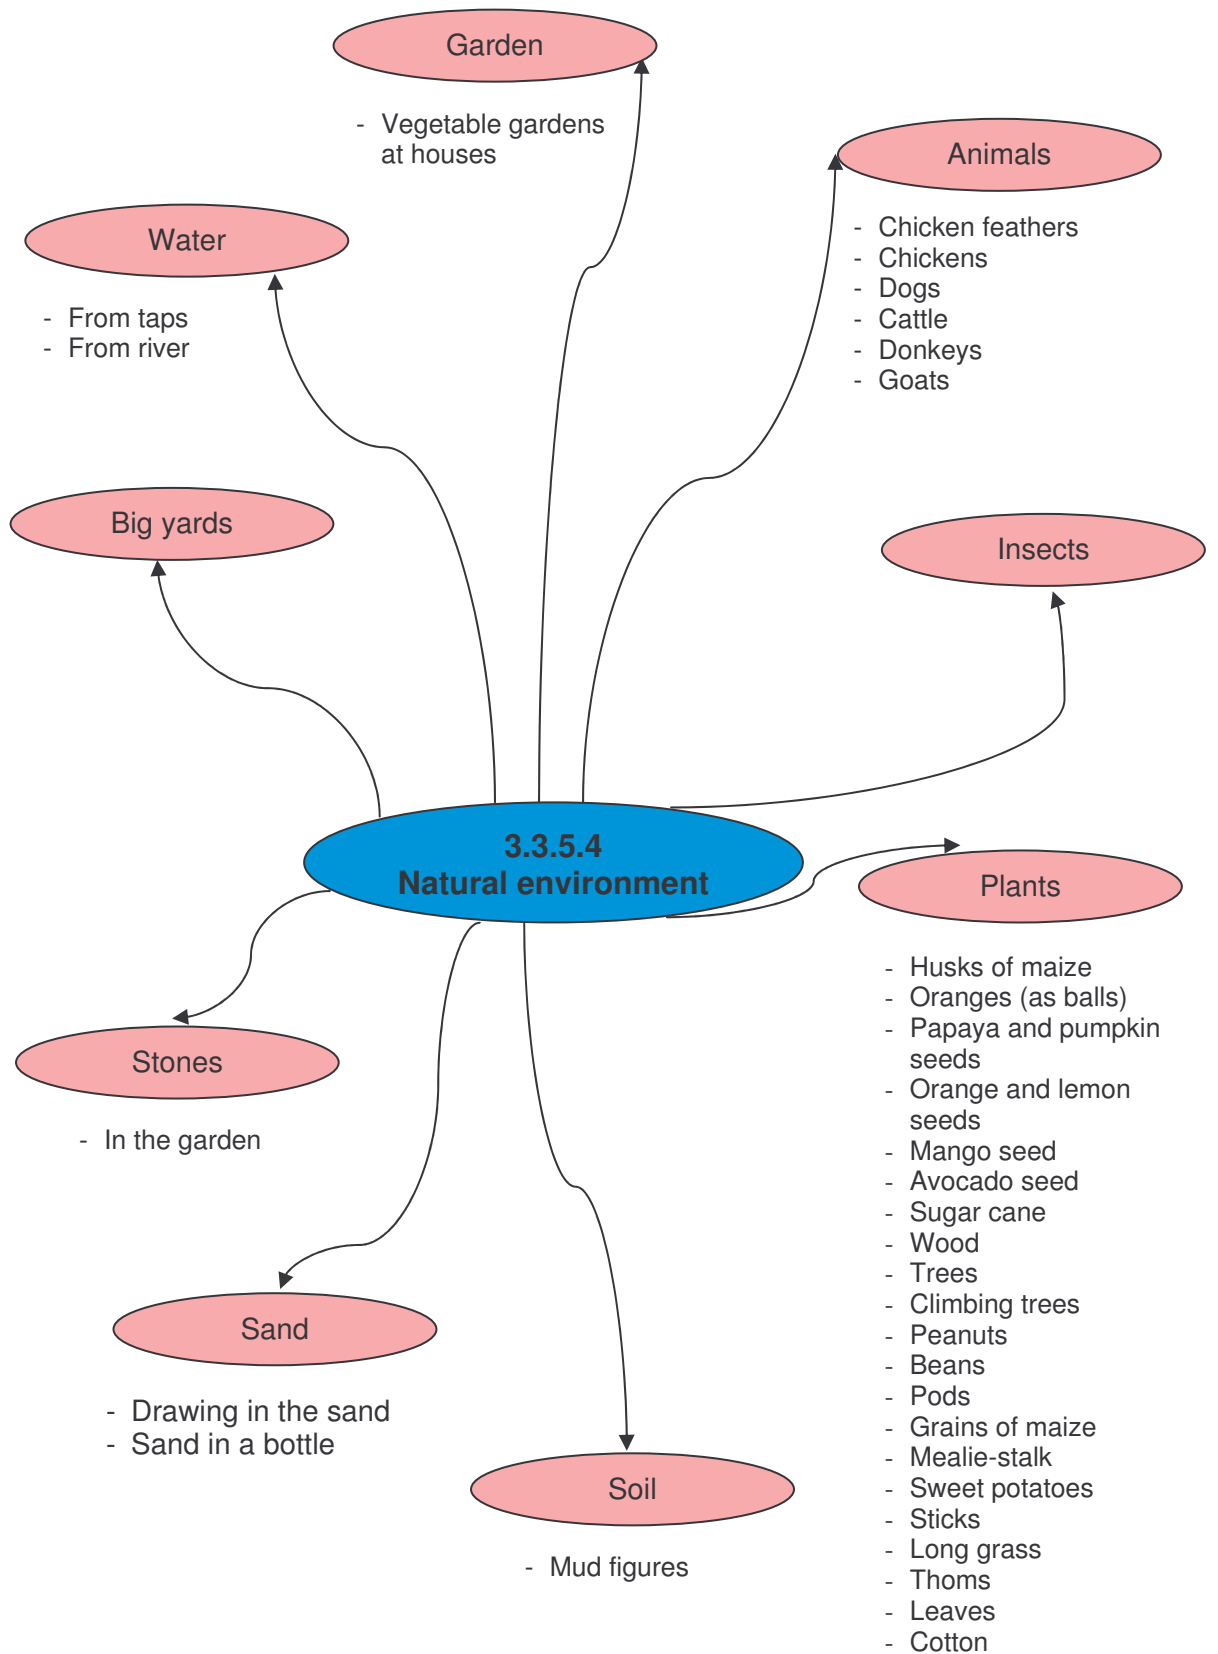 Garden
- Vegetable gardens
at houses
Animals
- Chicken feathers
- Chickens
- Dogs
- Cattle
- Donkeys
- Goats
Water
- From taps
- From river
Big yards
Insects
3.3.5.4
Natural environment
Plants
- Husks of maize
- Oranges (as balls)
- Papaya and pumpkin
seeds
- Orange and lemon
seeds
- Mango seed
- Avocado seed
- Sugar cane
- Wood
- Trees
- Climbing trees
- Peanuts
- Beans
- Pods
- Grains of maize
- Mealie-stalk
- Sweet potatoes
- Sticks
- Long grass
- Thoms
- Leaves
- Cotton
Stones
- In the garden
Sand
- Drawing in the sand
- Sand in a bottle
Soil
- Mud figures